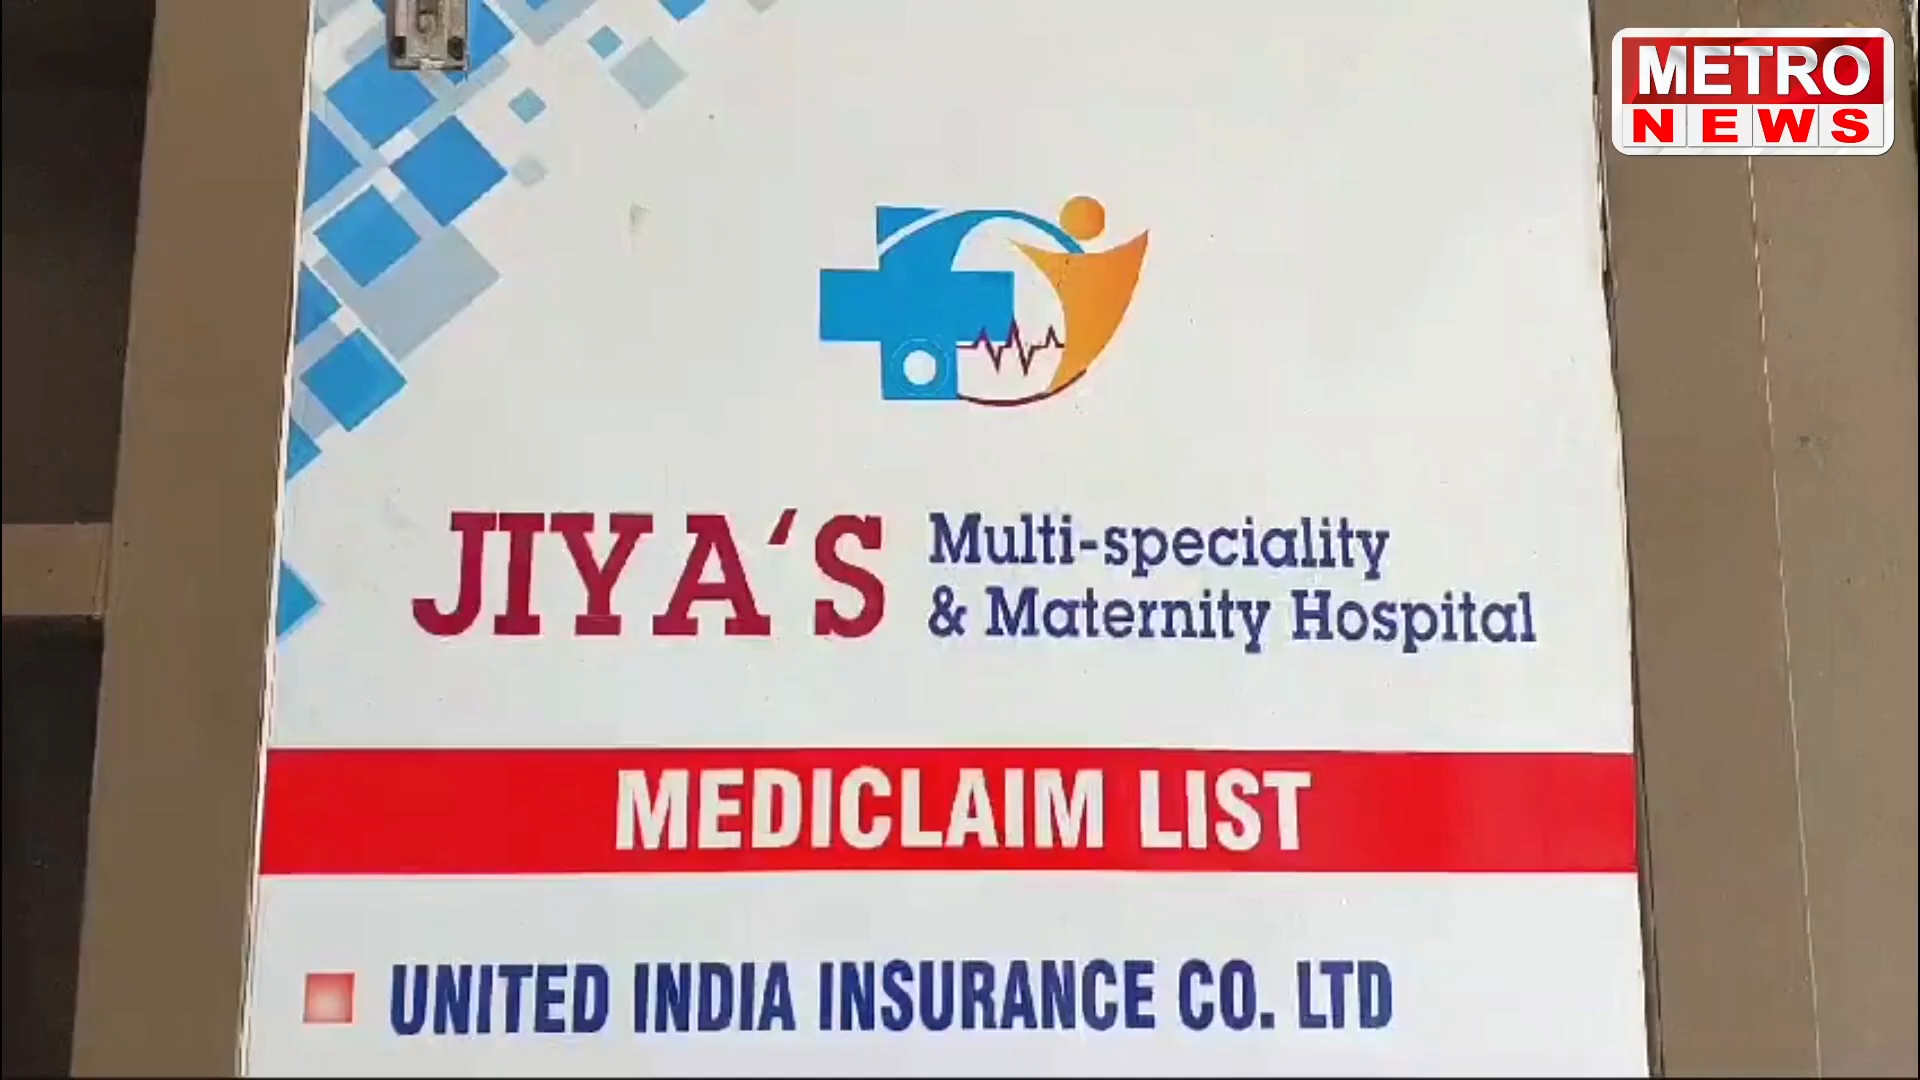 METRO
NEWS
JIYA'S Multi-speciality
& Maternity Hospital
MEDICLAIM LIST
UNITED INDIA INSURANCE CO. LTD